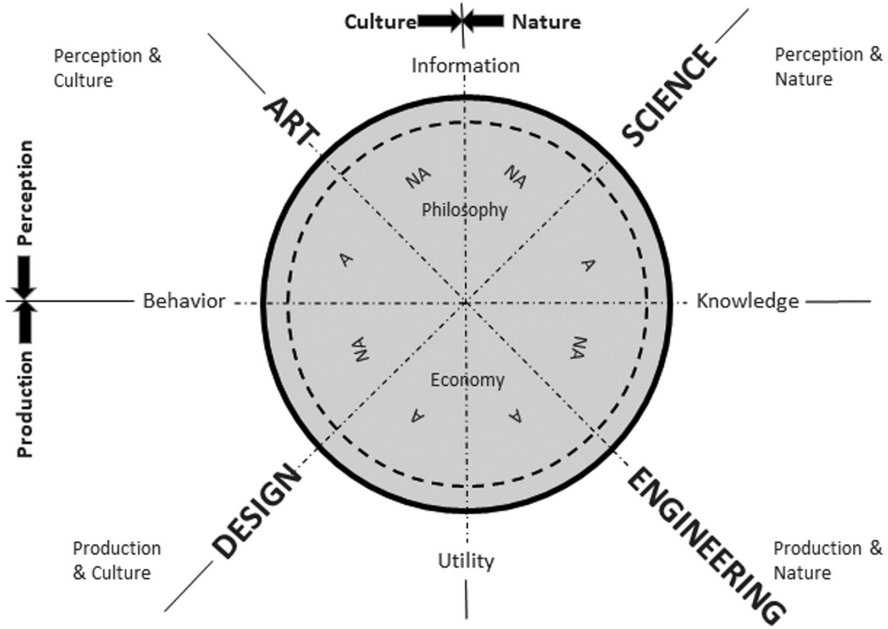 Culture
Nature
Perception &
Culture
Information
Perception &
Nature
ART
SCIENCE
NA
NA
Philosophy
Perception
A
A
Behavior
Knowledge
Production
NA
NA
Economy
A
A
DESIGN
ENGINEERING
Production
& Culture
Utility
Production &
Nature